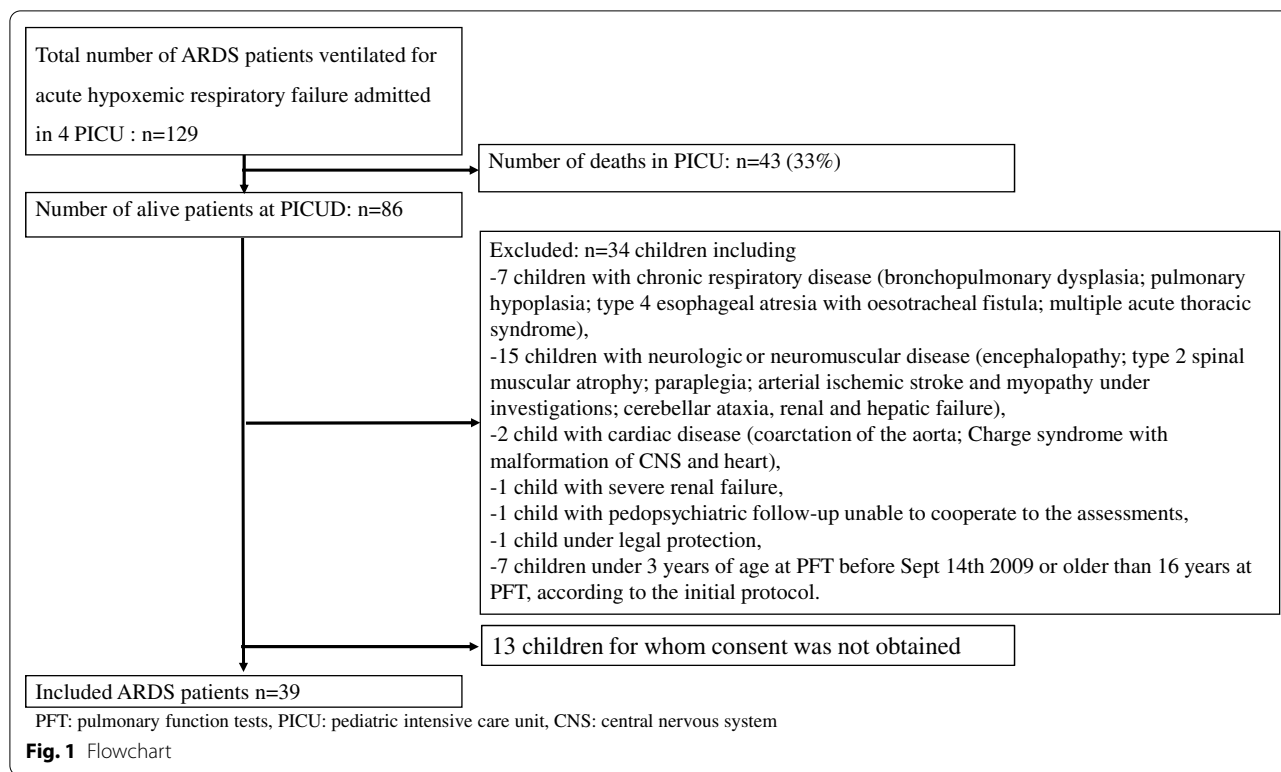 Total number of ARDS patients ventilated for
acute hypoxemic respiratory failure admitted
in 4 PICU : n=129
Number of deaths in PICU: n=43 (33%)
Number of alive patients at PICUD: n=86
Excluded: n=34 children including
-7 children with chronic respiratory disease (bronchopulmonary dysplasia; pulmonary
hypoplasia; type 4 esophageal atresia with oesotracheal fistula; multiple acute thoracic
syndrome),
-15 children with neurologic or neuromuscular disease (encephalopathy; type 2 spinal
muscular atrophy; paraplegia; arterial ischemic stroke and myopathy under
investigations; cerebellar ataxia, renal and hepatic failure),
-2 child with cardiac disease (coarctation of the aorta; Charge syndrome with
malformation of CNS and heart),
-1 child with severe renal failure,
-1 child with pedopsychiatric follow-up unable to cooperate to the assessments,
-1 child under legal protection,
-7 children under 3 years of age at PFT before Sept 14th 2009 or older than 16 years at
PFT, according to the initial protocol.
13 children for whom consent was not obtained
Included ARDS patients n=39
PFT: pulmonary function tests, PICU: pediatric intensive care unit, CNS: central nervous system
Fig. 1 Flowchart